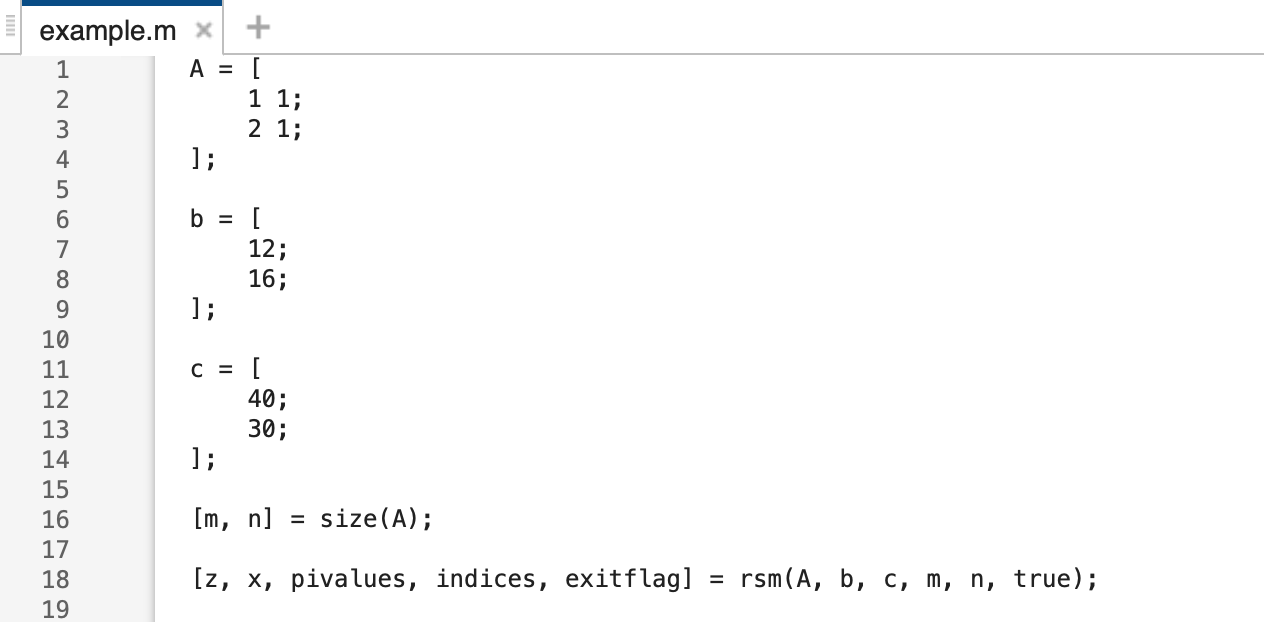 example.m × +
1 A = [
2     1 1;
3     2 1;
4 ];
5
6 b = [
7     12;
8     16;
9 ];
10
11 c = [
12     40;
13     30;
14 ];
15
16 [m, n] = size(A);
17
18 [z, x, pivalues, indices, exitflag] = rsm(A, b, c, m, n, true);
19